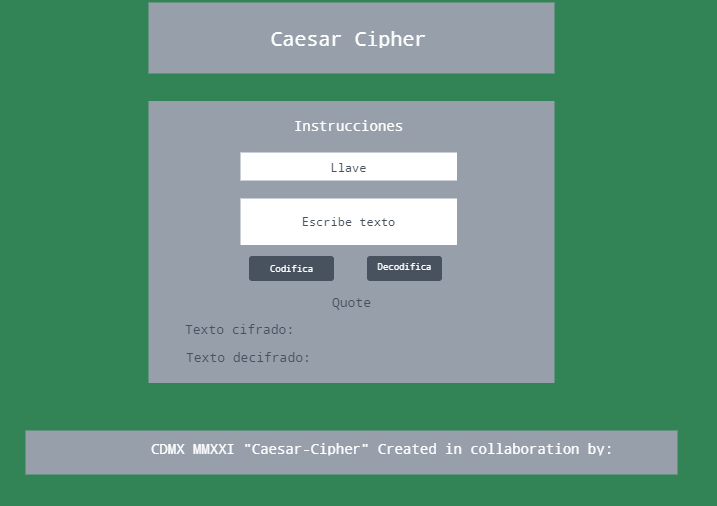 Caesar Cipher
Instrucciones
Llave
Escribe texto
Codifica Decodifica
Quote
Texto cifrado:
Texto decifrado:
CDMX MMXXI "Caesar-Cipher" Created in collaboration by: